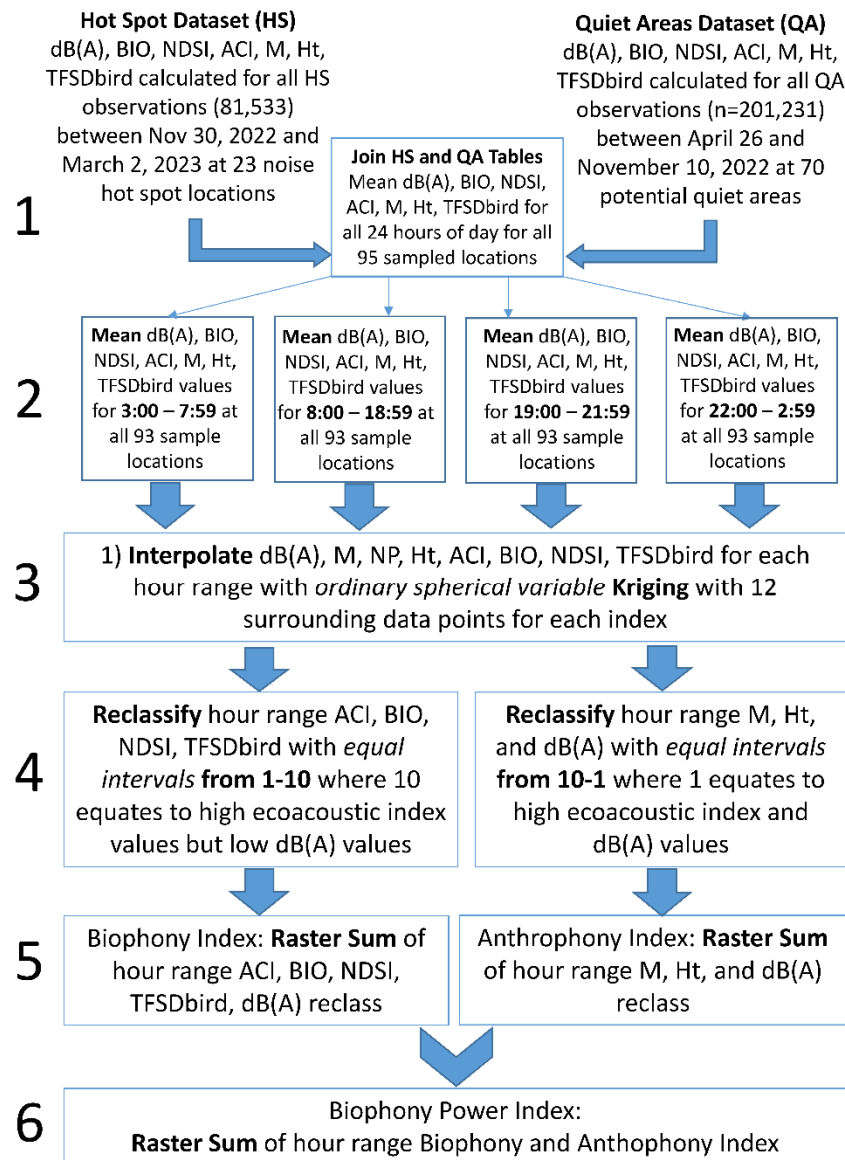 Hot Spot Dataset (HS)
dB(A), BIO, NDSI, ACI, M, Ht,
TFSDbird calculated for all HS
observations (81,533)
between Nov 30, 2022 and
March 2, 2023 at 23 noise
hot spot locations
Quiet Areas Dataset (QA)
dB(A), BIO, NDSI, ACI, M, Ht,
TFSDbird calculated for all QA
observations (n=201,231)
between April 26 and
November 10, 2022 at 70
potential quiet areas
1
Join HS and QA Tables
Mean dB(A), BIO, NDSI,
ACI, M, Ht, TFSDbird for
all 24 hours of day for all
95 sampled locations
2
Mean dB(A), BIO,
NDSI, ACI, M, Ht,
TFSDbird values
for 3:00 – 7:59 at
all 93 sample
locations
Mean dB(A), BIO,
NDSI, ACI, M, Ht,
TFSDbird values
for 8:00 – 18:59 at
all 93 sample
locations
Mean dB(A), BIO,
NDSI, ACI, M, Ht,
TFSDbird values
for 19:00 – 21:59
at all 93 sample
locations
Mean dB(A), BIO,
NDSI, ACI, M, Ht,
TFSDbird values
for 22:00 – 2:59
at all 93 sample
locations
3
1) Interpolate dB(A), M, NP, Ht, ACI, BIO, NDSI, TFSDbird for each
hour range with ordinary spherical variable Kriging with 12
surrounding data points for each index
4
Reclassify hour range ACI, BIO,
NDSI, TFSDbird with equal
intervals from 1-10 where 10
equates to high ecoacoustic index
values but low dB(A) values
Reclassify hour range M, Ht,
and dB(A) with equal intervals
from 10-1 where 1 equates to
high ecoacoustic index and
dB(A) values
5
Biophony Index: Raster Sum of
hour range ACI, BIO, NDSI,
TFSDbird, dB(A) reclass
Anthrophony Index: Raster Sum
of hour range M, Ht, and dB(A)
reclass
6
Biophony Power Index:
Raster Sum of hour range Biophony and Anthophony Index